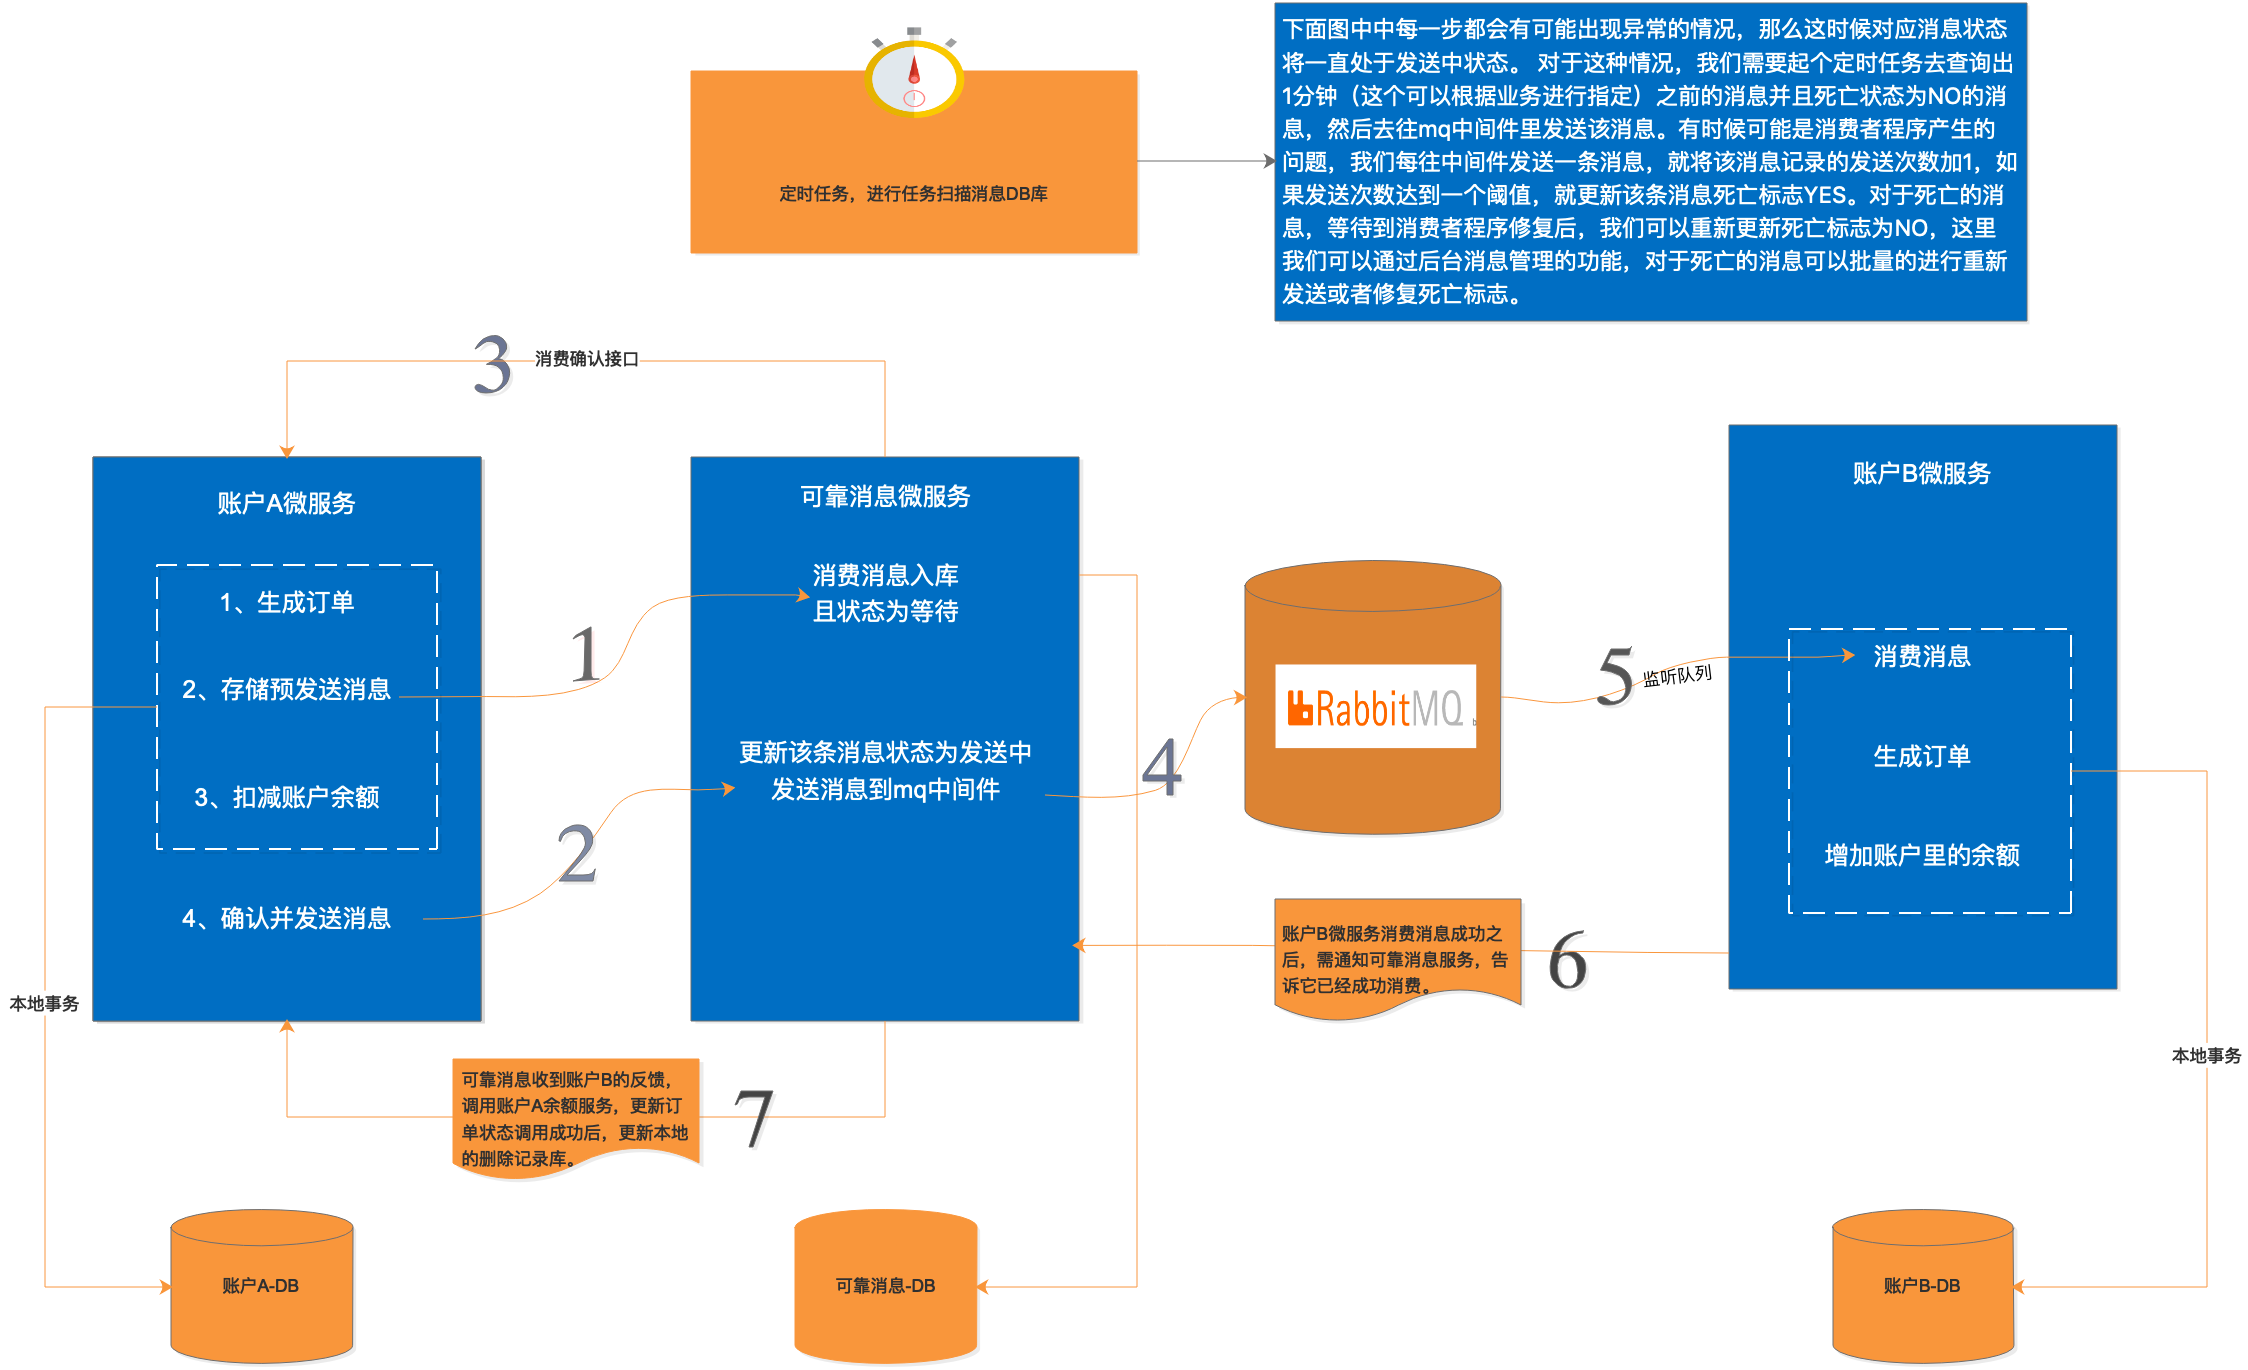 下面图中中每一步都会有可能出现异常的情况，那么这时候对应消息状态
将一直处于发送中状态。 对于这种情况，我们需要起个定时任务去查询出
1分钟（这个可以根据业务进行指定）之前的消息并且死亡状态为NO的消
息，然后去往mq中间件里发送该消息。有时候可能是消费者程序产生的
问题，我们每往中间件发送一条消息，就将该消息记录的发送次数加1，如
果发送次数达到一个阈值，就更新该条消息死亡标志YES。对于死亡的消
息，等待到消费者程序修复后，我们可以重新更新死亡标志为NO，这里
我们可以通过后台消息管理的功能，对于死亡的消息可以批量的进行重新
发送或者修复死亡标志。
定时任务，进行任务扫描消息DB库
3
消费确认接口
账户A微服务
1、生成订单
2、存储预发送消息
3、扣减账户余额
4、确认并发送消息
1
2
可靠消息微服务
消费消息入库
且状态为等待
更新该条消息状态为发送中
发送消息到mq中间件
4
RabbitMQ
5
监听队列
账户B微服务
消费消息
生成订单
增加账户里的余额
账户B微服务消费消息成功之
后，需通知可靠消息服务，告
诉它已经成功消费。
6
本地事务
本地事务
可靠消息收到账户B的反馈，
调用账户A余额服务，更新订
单状态调用成功后，更新本地
的删除记录库。
7
账户A-DB
可靠消息-DB
账户B-DB